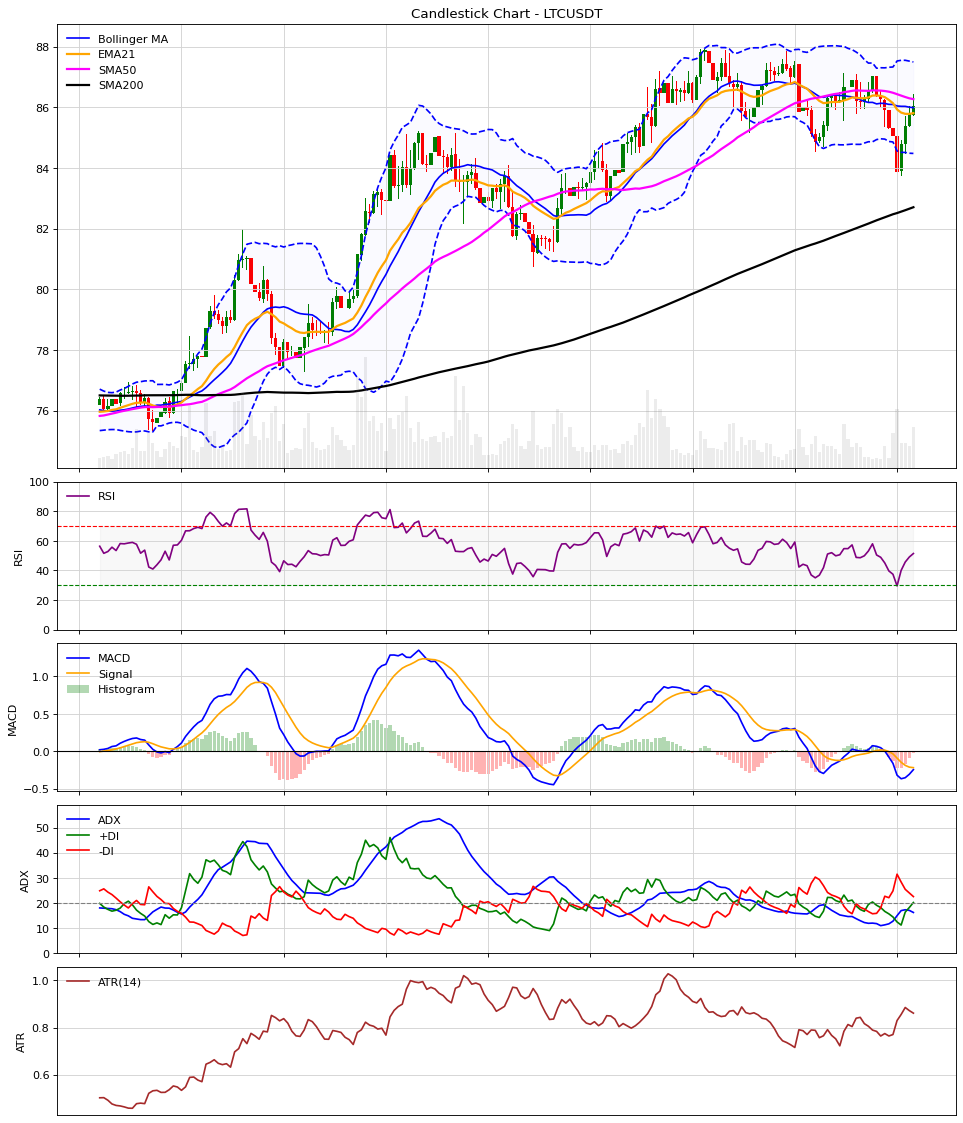 Candlestick Chart - LTCUSDT
Bollinger MA
EMA21
SMA50
SMA200
88
86
84
82
80
78
76
RSI
100
80
60
40
20
0
RSI
MACD
Signal
Histogram
1.0
0.5
0.0
−0.5
MACD
ADX
+DI
-DI
50
40
30
20
10
0
ADX
ATR(14)
1.0
0.8
0.6
ATR